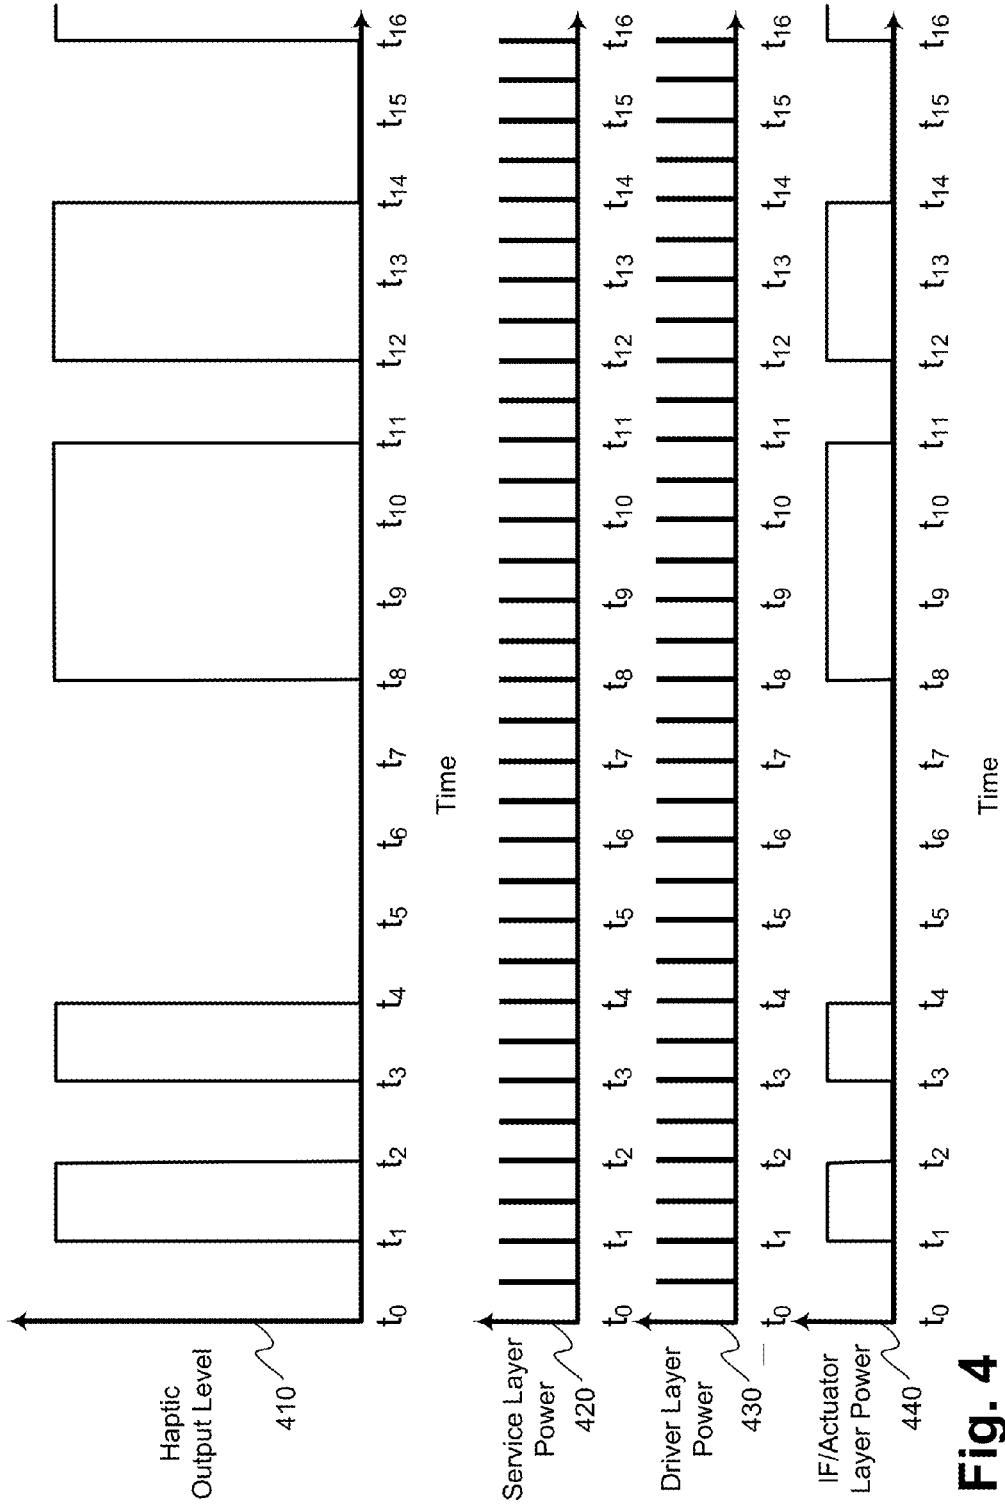 Haptic
Output Level
410
t0 t1 t2 t3 t4 t5 t6 t7 t8 t9 t10 t11 t12 t13 t14 t15 t16
Time
Service Layer
Power
420
t0 t1 t2 t3 t4 t5 t6 t7 t8 t9 t10 t11 t12 t13 t14 t15 t16
Driver Layer
Power
430
t0 t1 t2 t3 t4 t5 t6 t7 t8 t9 t10 t11 t12 t13 t14 t15 t16
IF/Actuator
Layer Power
440
t0 t1 t2 t3 t4 t5 t6 t7 t8 t9 t10 t11 t12 t13 t14 t15 t16
Time
Fig. 4